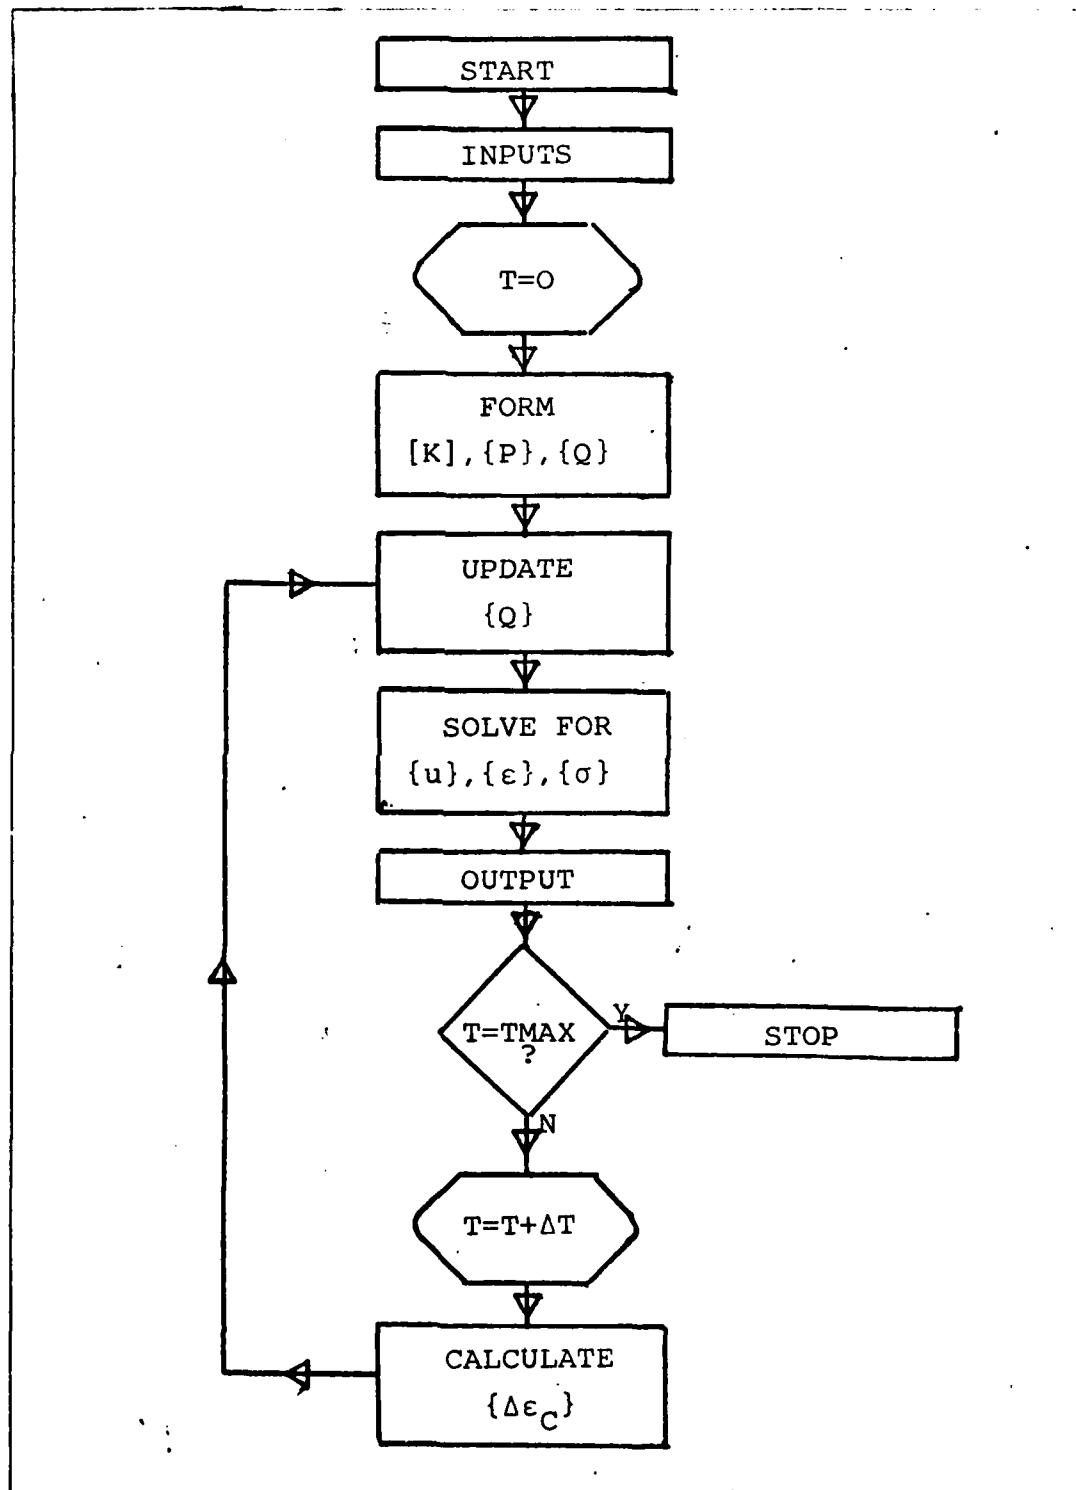 START
INPUTS
T=O
FORM
[K],{P},{Q}
UPDATE
{Q}
SOLVE FOR
{u},{ε},{σ}
OUTPUT
T=TMAX
?
Y
STOP
N
T=T+ΔT
CALCULATE
{Δε_C}